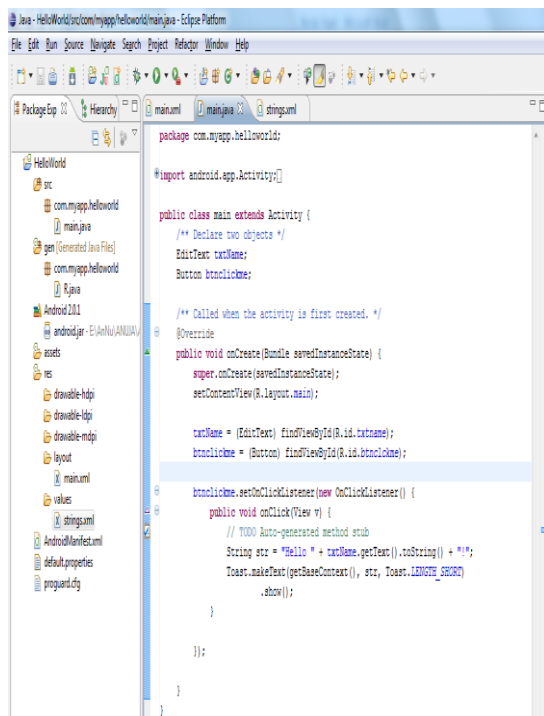 Java - HelloWorld/src/com/myapp/helloworld/main.java - Eclipse Platform
File Edit Run Source Navigate Search Project Refactor Window Help
Package Exp Hierarchy
main.xml main.java strings.xml
HelloWorld
src
com.myapp.helloworld
main.java
gen [Generated Java Files]
com.myapp.helloworld
R.java
Android 2.0.1
android.jar - E:\AnNu\ANUJA\
assets
res
drawable-hdpi
drawable-ldpi
drawable-mdpi
layout
main.xml
values
strings.xml
AndroidManifest.xml
default.properties
proguard.cfg
package com.myapp.helloworld;
import android.app.Activity;
public class main extends Activity {
/** Declare two objects */
EditText txtName;
Button btnclickme;
/** Called when the activity is first created. */
@Override
public void onCreate(Bundle savedInstanceState) {
super.onCreate(savedInstanceState);
setContentView(R.layout.main);
txtName = (EditText) findViewById(R.id.txtname);
btnclickme = (Button) findViewById(R.id.btnclckme);
btnclickme.setOnClickListener(new OnClickListener() {
public void onClick(View v) {
// TODO Auto-generated method stub
String str = "Hello " + txtName.getText().toString() + "!";
Toast.makeText(getBaseContext(), str, Toast.LENGTH_SHORT)
.show();
}
});
}
}